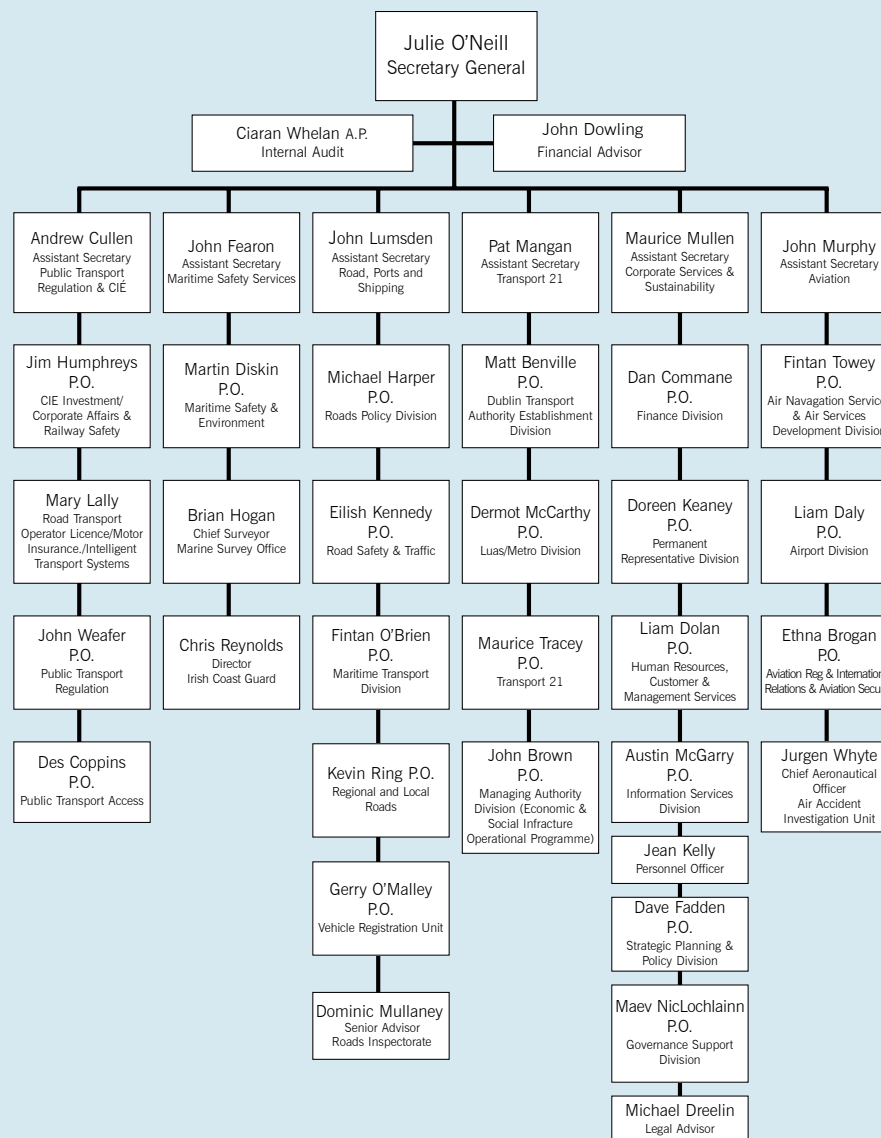 Julie O'Neill
Secretary General
Ciaran Whelan A.P.
Internal Audit
John Dowling
Financial Advisor
Andrew Cullen
Assistant Secretary
Public Transport
Regulation & CIÉ
Jim Humphreys
P.O.
CIE Investment/
Corporate Affairs &
Railway Safety
Mary Lally
Road Transport
Operator Licence/Motor
Insurance./Intelligent
Transport Systems
John Weafer
P.O.
Public Transport
Regulation
Des Coppins
P.O.
Public Transport Access
John Fearon
Assistant Secretary
Maritime Safety Services
Martin Diskin
P.O.
Maritime Safety &
Environment
Brian Hogan
Chief Surveyor
Marine Survey Office
Chris Reynolds
Director
Irish Coast Guard
John Lumsden
Assistant Secretary
Road, Ports and
Shipping
Michael Harper
P.O.
Roads Policy Division
Eilish Kennedy
P.O.
Road Safety & Traffic
Fintan O'Brien
P.O.
Maritime Transport
Division
Kevin Ring P.O.
Regional and Local
Roads
Gerry O'Malley
P.O.
Vehicle Registration Unit
Dominic Mullaney
Senior Advisor
Roads Inspectorate
Pat Mangan
Assistant Secretary
Transport 21
Matt Benville
P.O.
Dublin Transport
Authority Establishment
Division
Dermot McCarthy
P.O.
Luas/Metro Division
Maurice Tracey
P.O.
Transport 21
John Brown
P.O.
Managing Authority
Division (Economic &
Social Infracture
Operational Programme)
Maurice Mullen
Assistant Secretary
Corporate Services &
Sustainability
Dan Commane
P.O.
Finance Division
Doreen Keaney
P.O.
Permanent
Representative Division
Liam Dolan
P.O.
Human Resources,
Customer &
Management Services
Austin McGarry
P.O.
Information Services
Division
Jean Kelly
Personnel Officer
Dave Fadden
P.O.
Strategic Planning &
Policy Division
Maev NicLochlainn
P.O.
Governance Support
Division
Michael Dreelin
Legal Advisor
John Murphy
Assistant Secretary
Aviation
Fintan Towey
P.O.
Air Navagation Service
& Air Services
Development Division
Liam Daly
P.O.
Airport Division
Ethna Brogan
P.O.
Aviation Reg &
Relations & Aviation
Jurgen Whyte
Chief Aeronautical
Officer
Air Accident
Investigation Unit